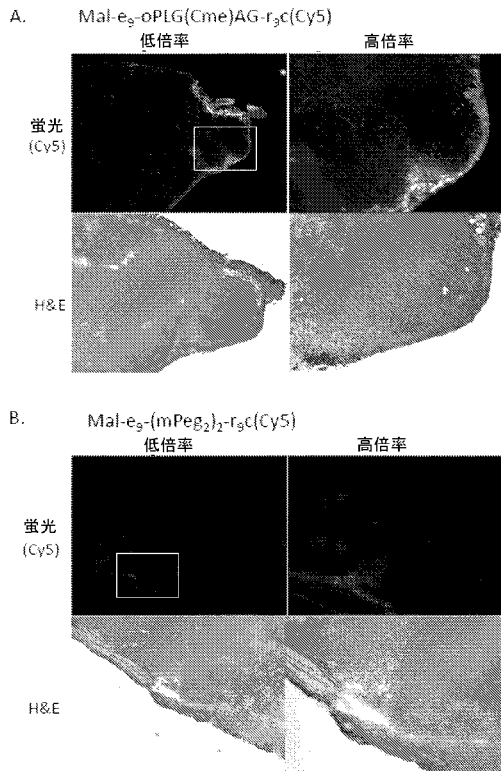 A. Mal-e₉-oPLG(Cme)AG-r₉c(Cy5)
低倍率 高倍率
蛍光
(Cy5)
H&E
B. Mal-e₉-(mPeg₂)₂-r₉c(Cy5)
低倍率 高倍率
蛍光
(Cy5)
H&E